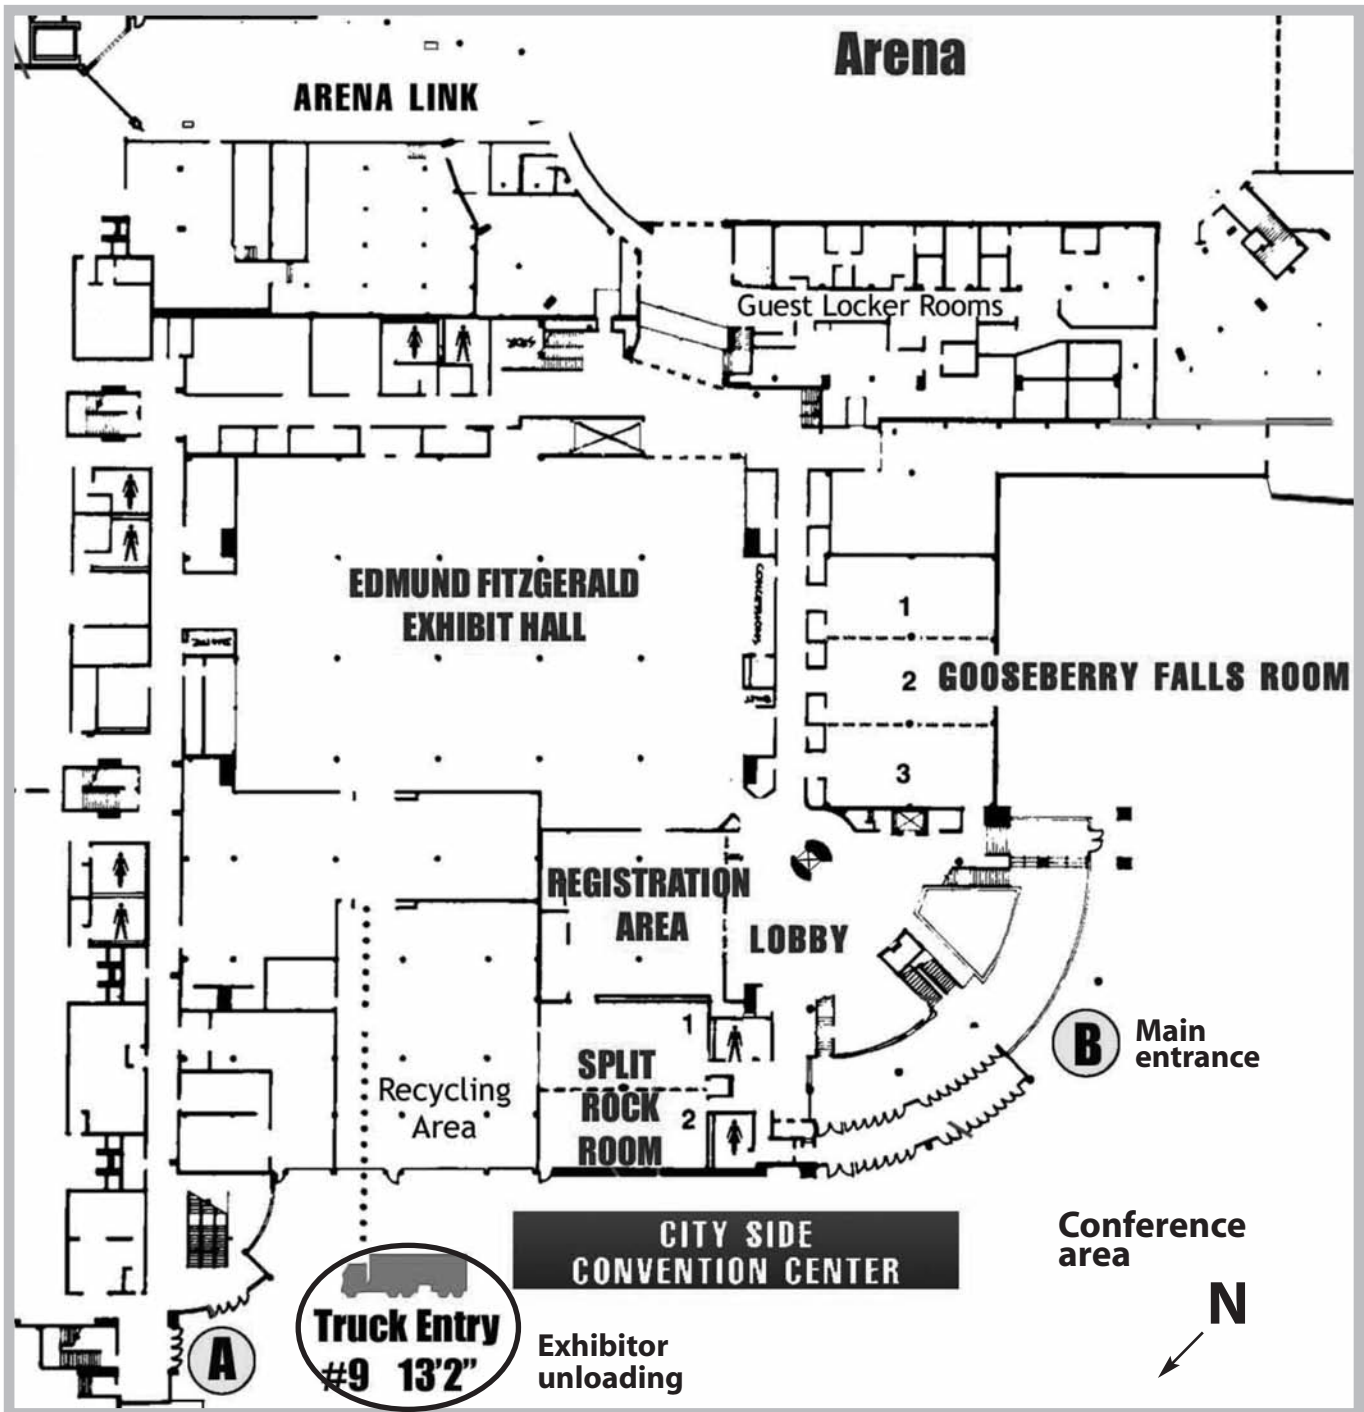 Arena
ARENA LINK
Guest Locker Rooms
EDMUND FITZGERALD
EXHIBIT HALL
CONCESSIONS
1
2
GOOSEBERRY FALLS ROOM
3
REGISTRATION
AREA
LOBBY
1
SPLIT
ROCK
ROOM
2
Recycling
Area
B
Main
entrance
CITY SIDE
CONVENTION CENTER
Conference
area
N
Truck Entry
#9 13'2"
Exhibitor
unloading
A